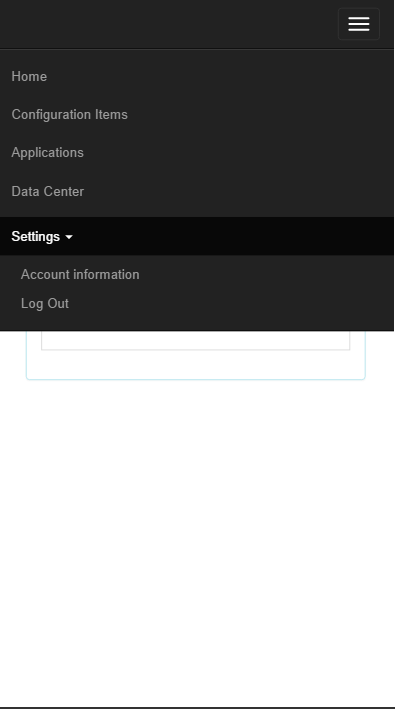 Home
Configuration Items
Applications
Data Center
Settings
Account information
Log Out